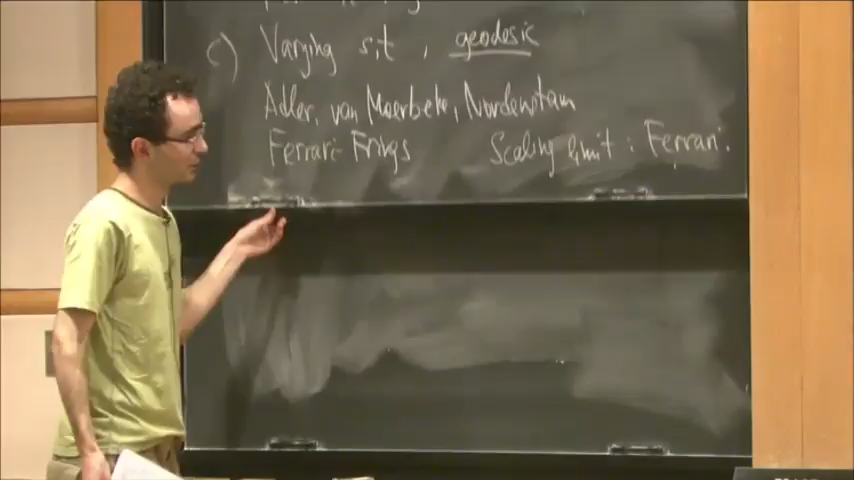 c) Varying s,t, geodesic
Adler, van Moerbeke, Nordenstam
Ferrari-Frings Scaling limit: Ferrari.